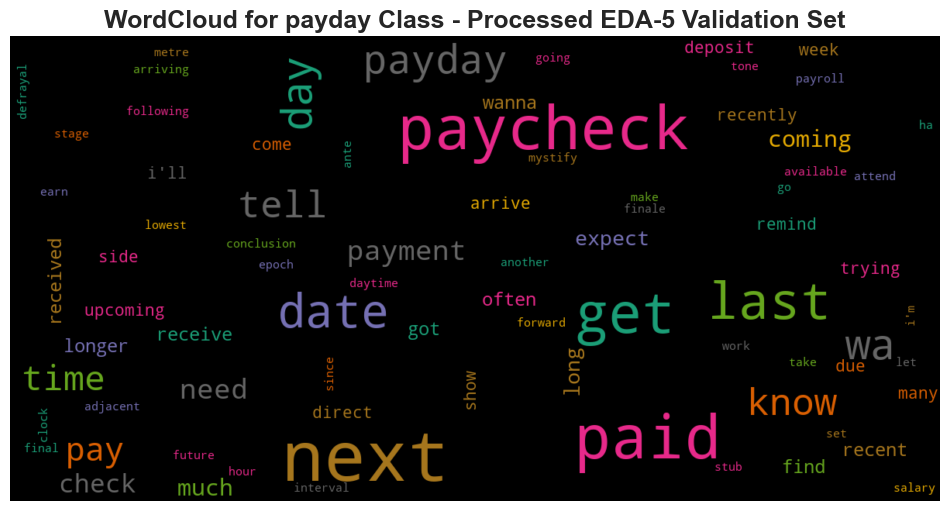 WordCloud for payday Class - Processed EDA-5 Validation Set
metre
arriving
defrayal
following
stage
day
payday
going
deposit
week
tone
payroll
wanna
paycheck
recently
coming
ha
come
ante
mystify
i'll
available
attend
go
earn
tell
arrive
make
finale
remind
lowest
conclusion
payment
expect
side
epoch
another
trying
received
daytime
upcoming
date
often
get
last
i'm
receive
got
forward
longer
work
wa
time
since
need
show
long
take
due
let
many
adjacent
direct
know
clock
final
pay
next
paid
set
recent
future
hour
stub
find
check
much
interval
salary